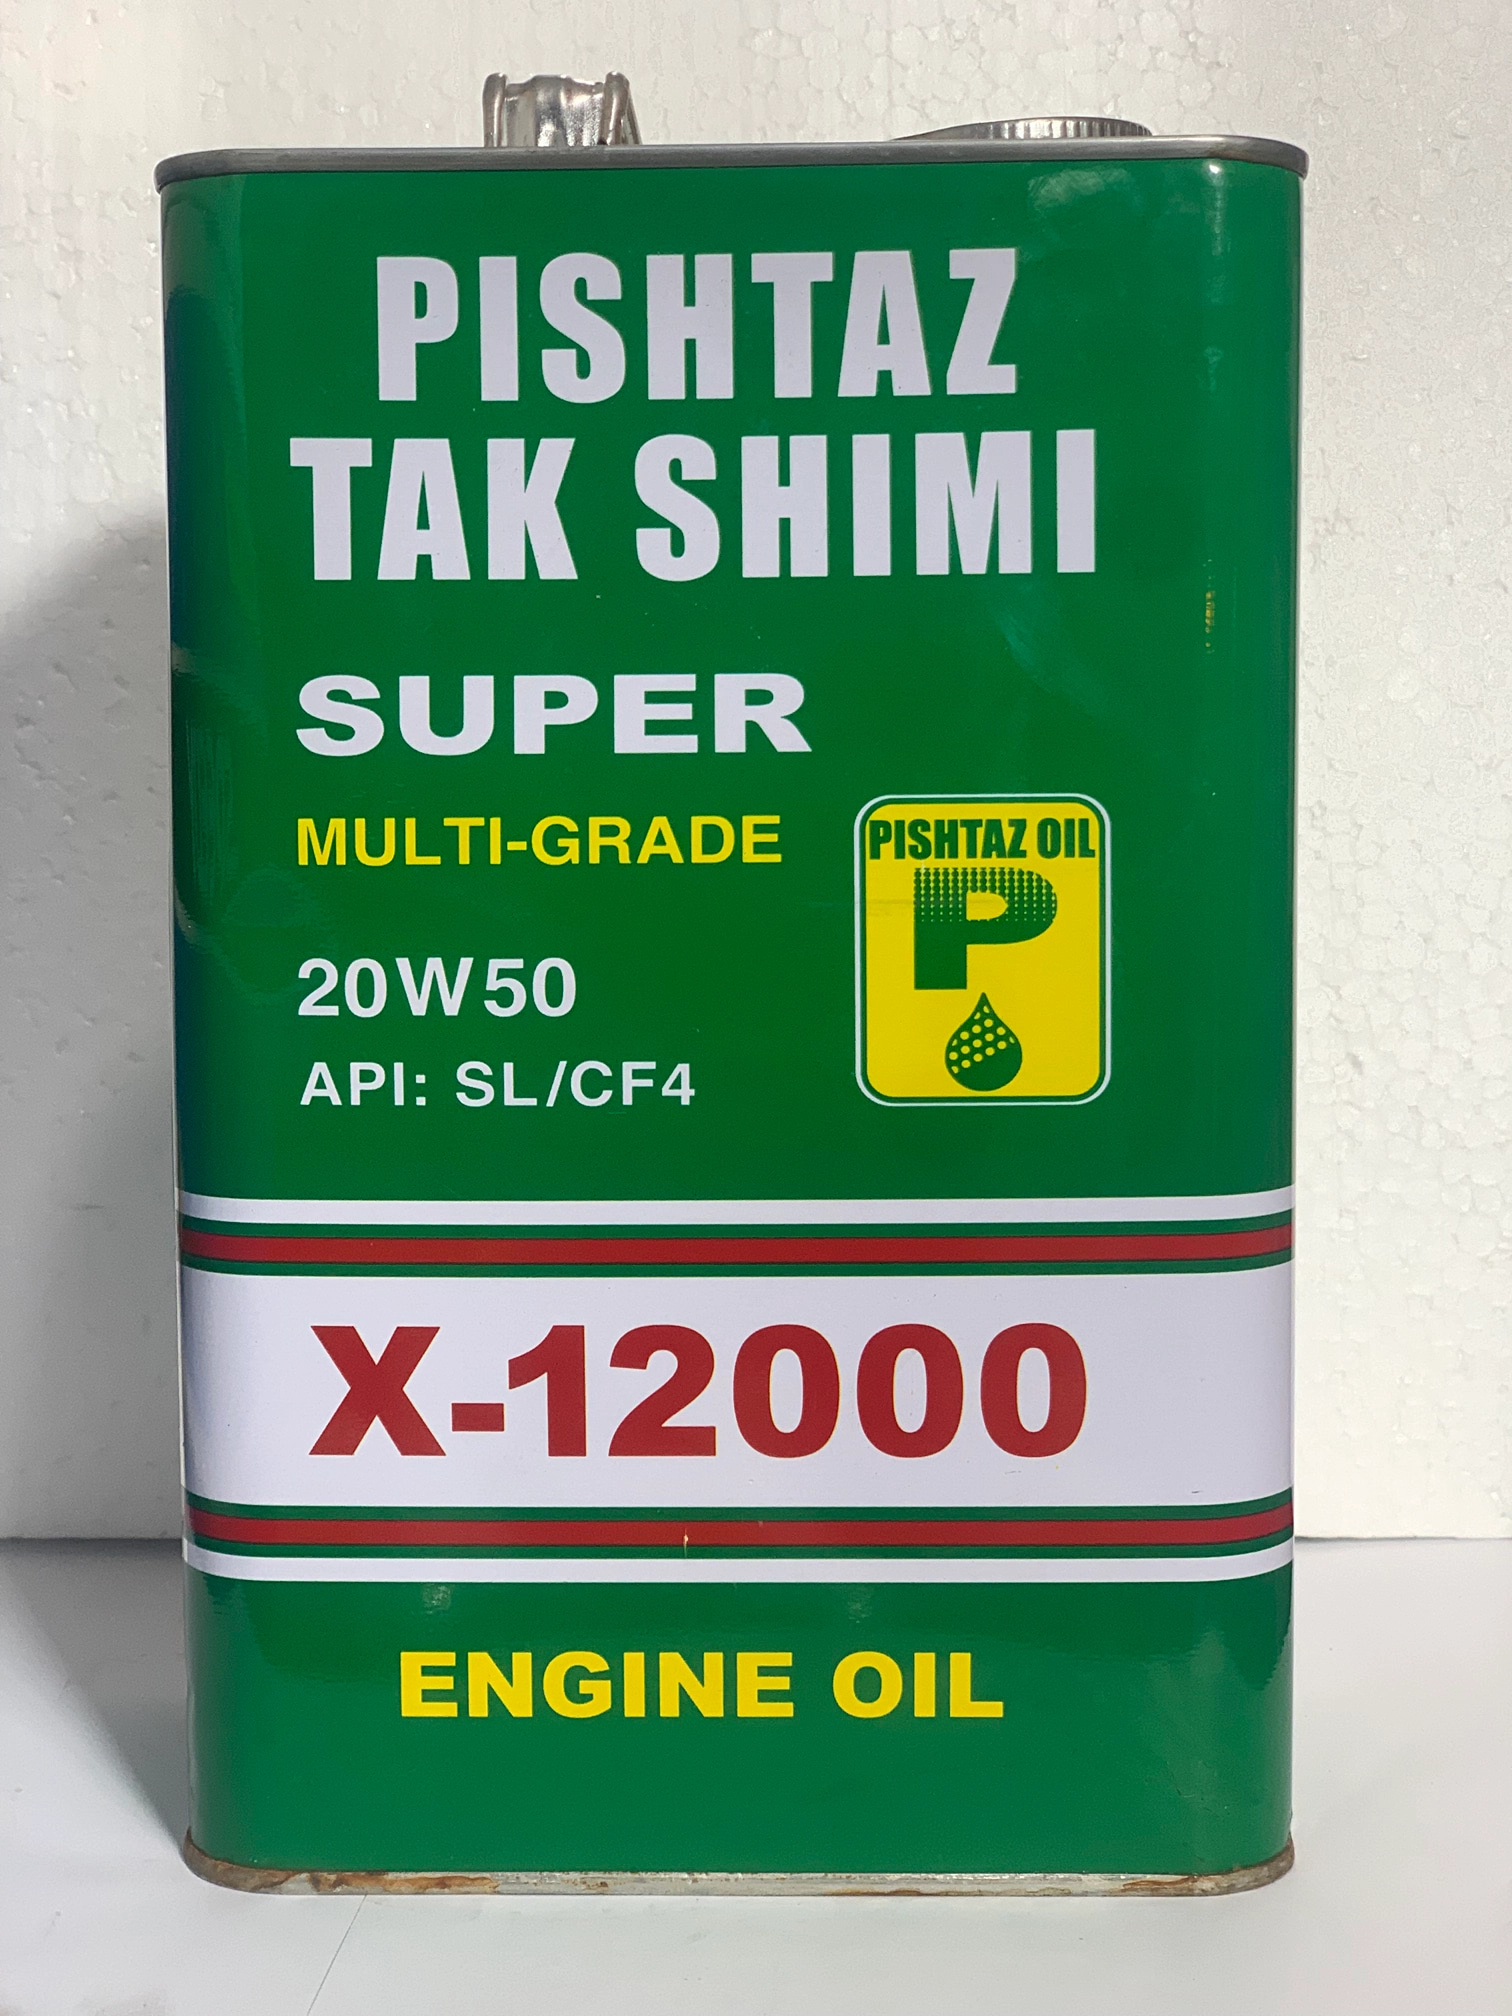 PISHTAZ
TAK SHIMI
SUPER
MULTI-GRADE
20W50
API: SL/CF4
PISHTAZ OIL
P
X-12000
ENGINE OIL